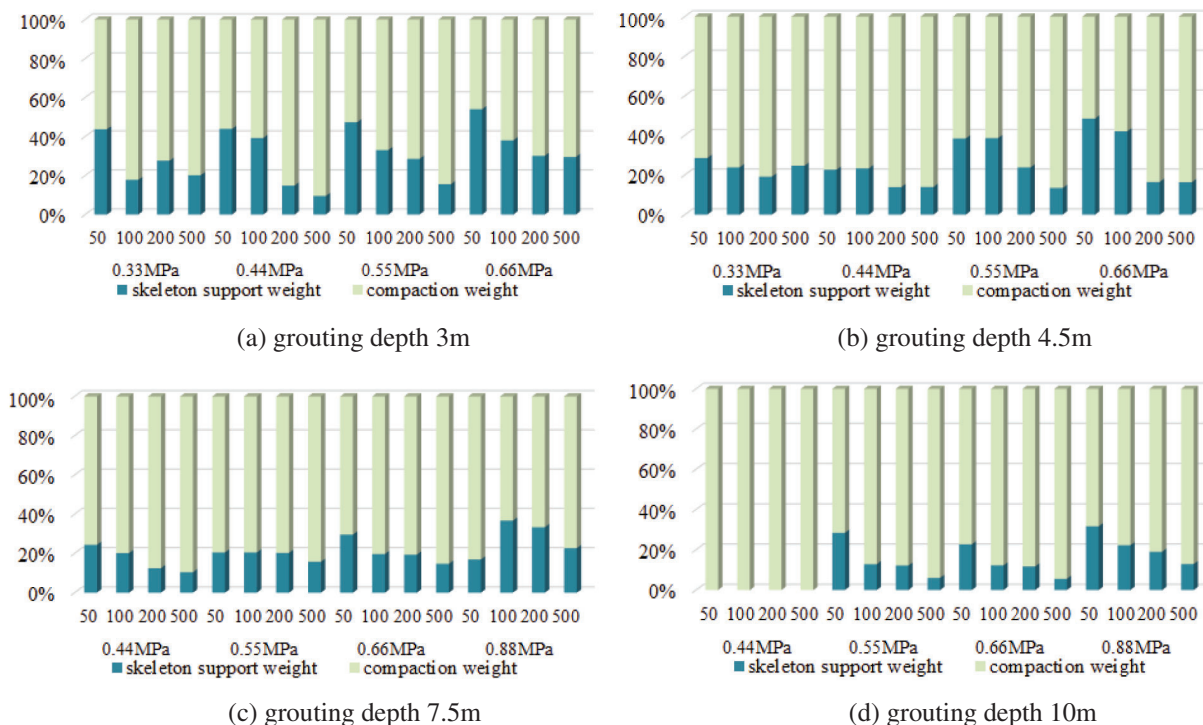 100%
80%
60%
40%
20%
0%
50 100 200 500 50 100 200 500 50 100 200 500 50 100 200 500
0.33MPa 0.44MPa 0.55MPa 0.66MPa
skeleton support weight compaction weight
(a) grouting depth 3m
100%
80%
60%
40%
20%
0%
50 100 200 500 50 100 200 500 50 100 200 500 50 100 200 500
0.33MPa 0.44MPa 0.55MPa 0.66MPa
skeleton support weight compaction weight
(b) grouting depth 4.5m
100%
80%
60%
40%
20%
0%
50 100 200 500 50 100 200 500 50 100 200 500 50 100 200 500
0.44MPa 0.55MPa 0.66MPa 0.88MPa
skeleton support weight compaction weight
(c) grouting depth 7.5m
100%
80%
60%
40%
20%
0%
50 100 200 500 50 100 200 500 50 100 200 500 50 100 200 500
0.44MPa 0.55MPa 0.66MPa 0.88MPa
skeleton support weight compaction weight
(d) grouting depth 10m